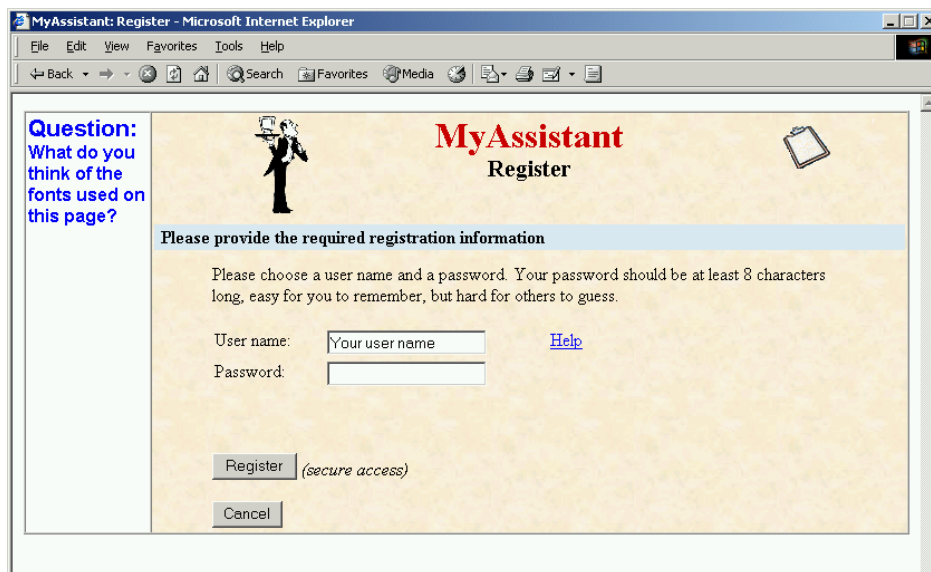 MyAssistant: Register - Microsoft Internet Explorer
File Edit View Favorites Tools Help
Back Search Favorites Media
Question:
What do you
think of the
fonts used on
this page?
MyAssistant
Register
Please provide the required registration information
Please choose a user name and a password. Your password should be at least 8 characters
long, easy for you to remember, but hard for others to guess.
User name: Your user name Help
Password:
Register (secure access)
Cancel